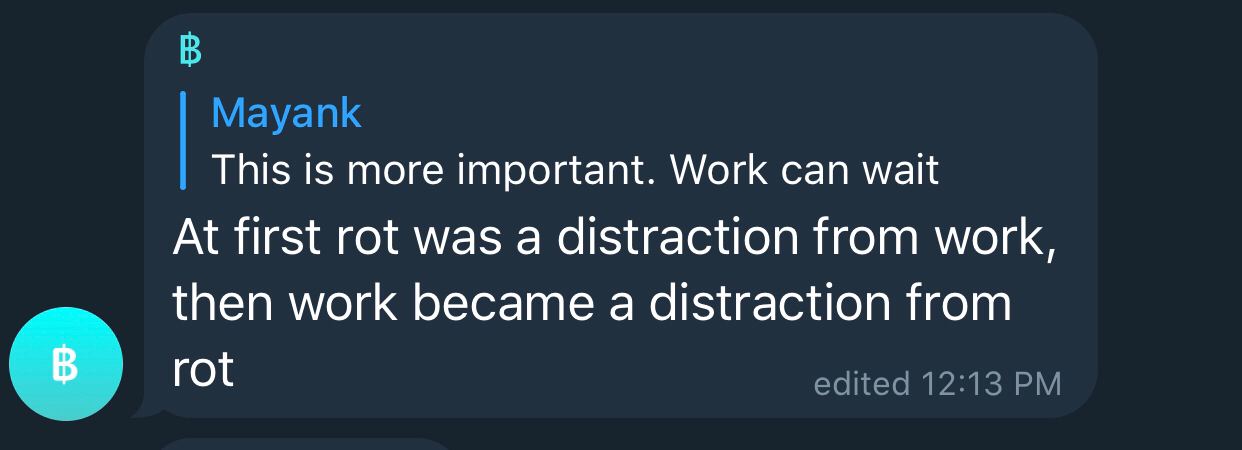 ฿
Mayank
This is more important. Work can wait
At first rot was a distraction from work,
then work became a distraction from
rot
edited 12:13 PM
฿